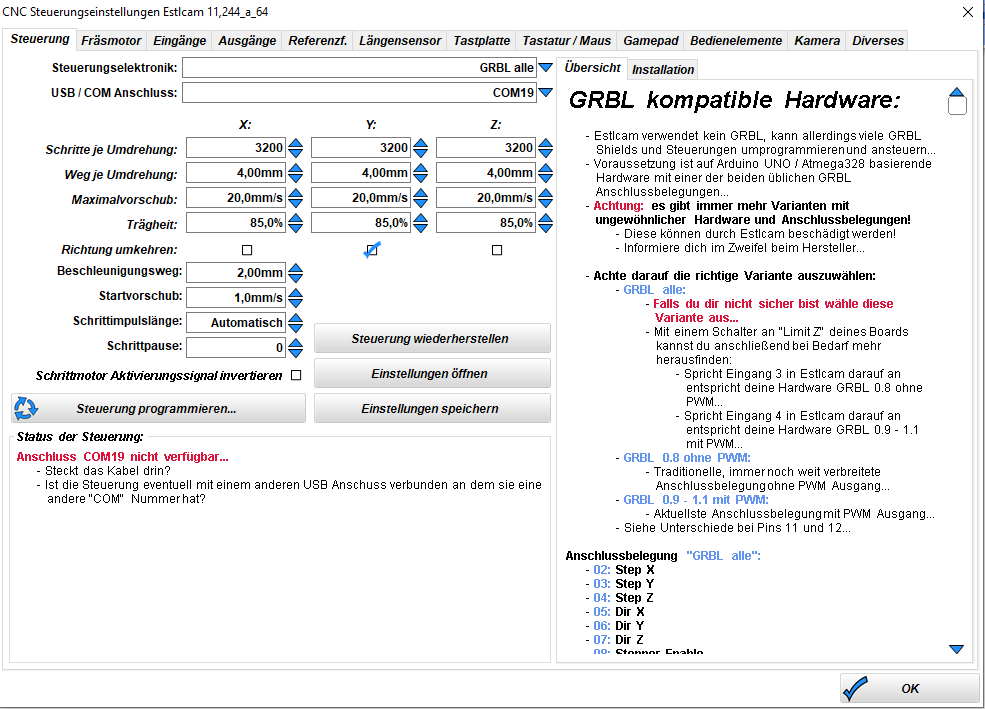 CNC Steuerungseinstellungen Estlcam 11,244_a_64
Steuerung Fräsmotor Eingänge Ausgänge Referenzf. Längensensor Tastplatte Tastatur / Maus Gamepad Bedienelemente Kamera Diverses
Steuerungselektronik: GRBL alle
USB / COM Anschluss: COM19
X: Y: Z:
Schritte je Umdrehung: 3200 3200 3200
Weg je Umdrehung: 4,00mm 4,00mm 4,00mm
Maximalvorschub: 20,0mm/s 20,0mm/s 20,0mm/s
Trägheit: 85,0% 85,0% 85,0%
Richtung umkehren:
Beschleunigungsweg: 2,00mm
Startvorschub: 1,0mm/s
Schrittimpulslänge: Automatisch
Schrittpause: 0
Steuerung wiederherstellen
Schrittmotor Aktivierungssignal invertieren
Einstellungen öffnen
Steuerung programmieren...
Einstellungen speichern
Status der Steuerung:
Anschluss COM19 nicht verfügbar...
- Steckt das Kabel drin?
- Ist die Steuerung eventuell mit einem anderen USB Anschuss verbunden an dem sie eine
andere "COM" Nummer hat?
Übersicht Installation
GRBL kompatible Hardware:
- Estlcam verwendet kein GRBL, kann allerdings viele GRBL
Shields und Steuerungen umprogrammieren und ansteuern...
- Voraussetzung ist auf Arduino UNO / Atmega328 basierende
Hardware mit einer der beiden üblichen GRBL
Anschlussbelegungen...
- Achtung: es gibt immer mehr Varianten mit
ungewöhnlicher Hardware und Anschlussbelegungen!
- Diese können durch Estlcam beschädigt werden!
- Informiere dich im Zweifel beim Hersteller...
- Achte darauf die richtige Variante auszuwählen:
- GRBL alle:
- Falls du dir nicht sicher bist wähle diese
Variante aus...
- Mit einem Schalter an "Limit Z" deines Boards
kannst du anschließend bei Bedarf mehr
herausfinden:
- Spricht Eingang 3 in Estlcam darauf an
entspricht deine Hardware GRBL 0.8 ohne
PWM...
- Spricht Eingang 4 in Estlcam darauf an
entspricht deine Hardware GRBL 0.9 - 1.1
mit PWM...
- GRBL 0.8 ohne PWM:
- Traditionelle, immer noch weit verbreitete
Anschlussbelegung ohne PWM Ausgang...
- GRBL 0.9 - 1.1 mit PWM:
- Aktuellste Anschlussbelegung mit PWM Ausgang...
- Siehe Unterschiede bei Pins 11 und 12...
Anschlussbelegung "GRBL alle":
- 02: Step X
- 03: Step Y
- 04: Step Z
- 05: Dir X
- 06: Dir Y
- 07: Dir Z
- 08: Stepper Enable
OK